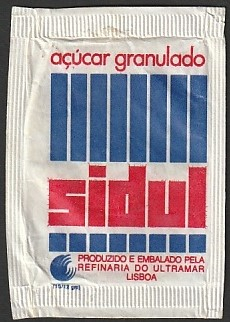 açúcar granulado
sidul
PRODUZIDO E EMBALADO PELA
REFINARIA DO ULTRAMAR
LISBOA